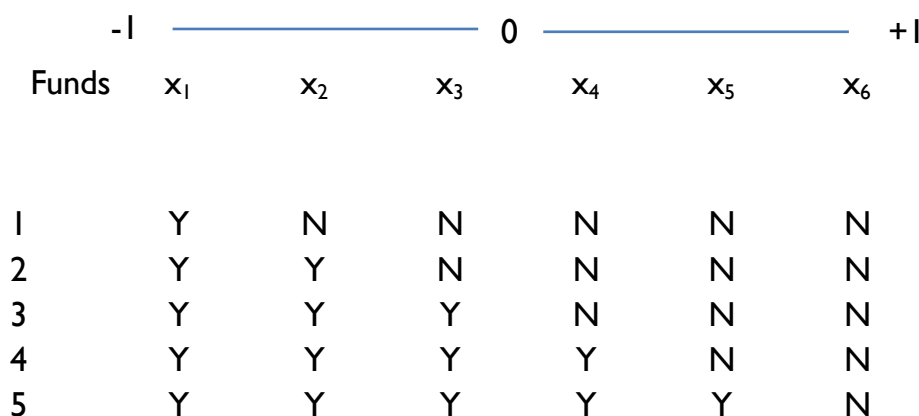 -1 0 +1
Funds x₁ x₂ x₃ x₄ x₅ x₆
1 Y N N N N N
2 Y Y N N N N
3 Y Y Y N N N
4 Y Y Y Y N N
5 Y Y Y Y Y N